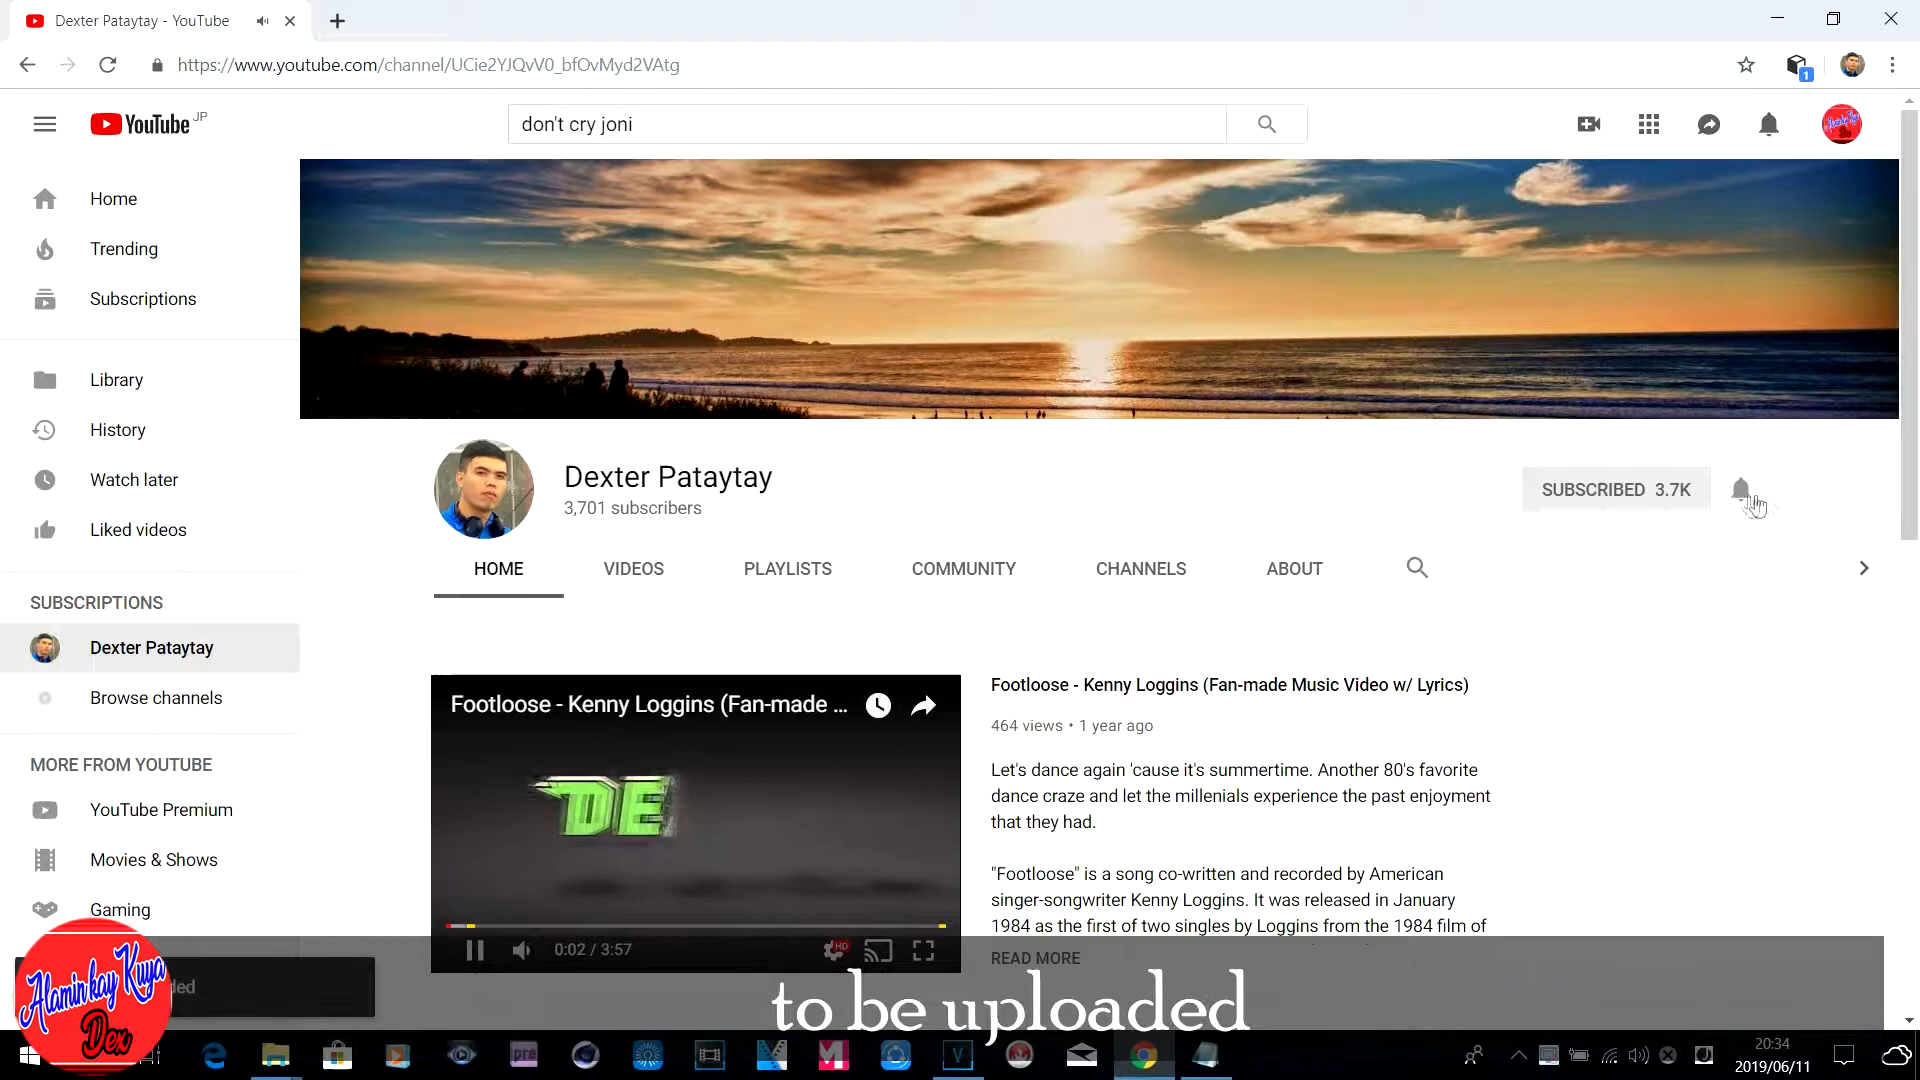 Dexter Pataytay - YouTube
https://www.youtube.com/channel/UCie2YJQvV0_bfOvMyd2VAtg
1
YouTube JP
don't cry joni
Home
Trending
Subscriptions
Library
History
Watch later
Liked videos
SUBSCRIPTIONS
Dexter Pataytay
Browse channels
MORE FROM YOUTUBE
YouTube Premium
Movies & Shows
Gaming
Dexter Pataytay
3,701 subscribers
SUBSCRIBED 3.7K
HOME
VIDEOS
PLAYLISTS
COMMUNITY
CHANNELS
ABOUT
Footloose - Kenny Loggins (Fan-made ...
DE
0:02 / 3:57
HD
Footloose - Kenny Loggins (Fan-made Music Video w/ Lyrics)
464 views • 1 year ago
Let's dance again 'cause it's summertime. Another 80's favorite
dance craze and let the millenials experience the past enjoyment
that they had.
"Footloose" is a song co-written and recorded by American
singer-songwriter Kenny Loggins. It was released in January
1984 as the first of two singles by Loggins from the 1984 film of
READ MORE
Alamin kay Kuya
Dex
to be uploaded
pre
V
20:34
2019/06/11